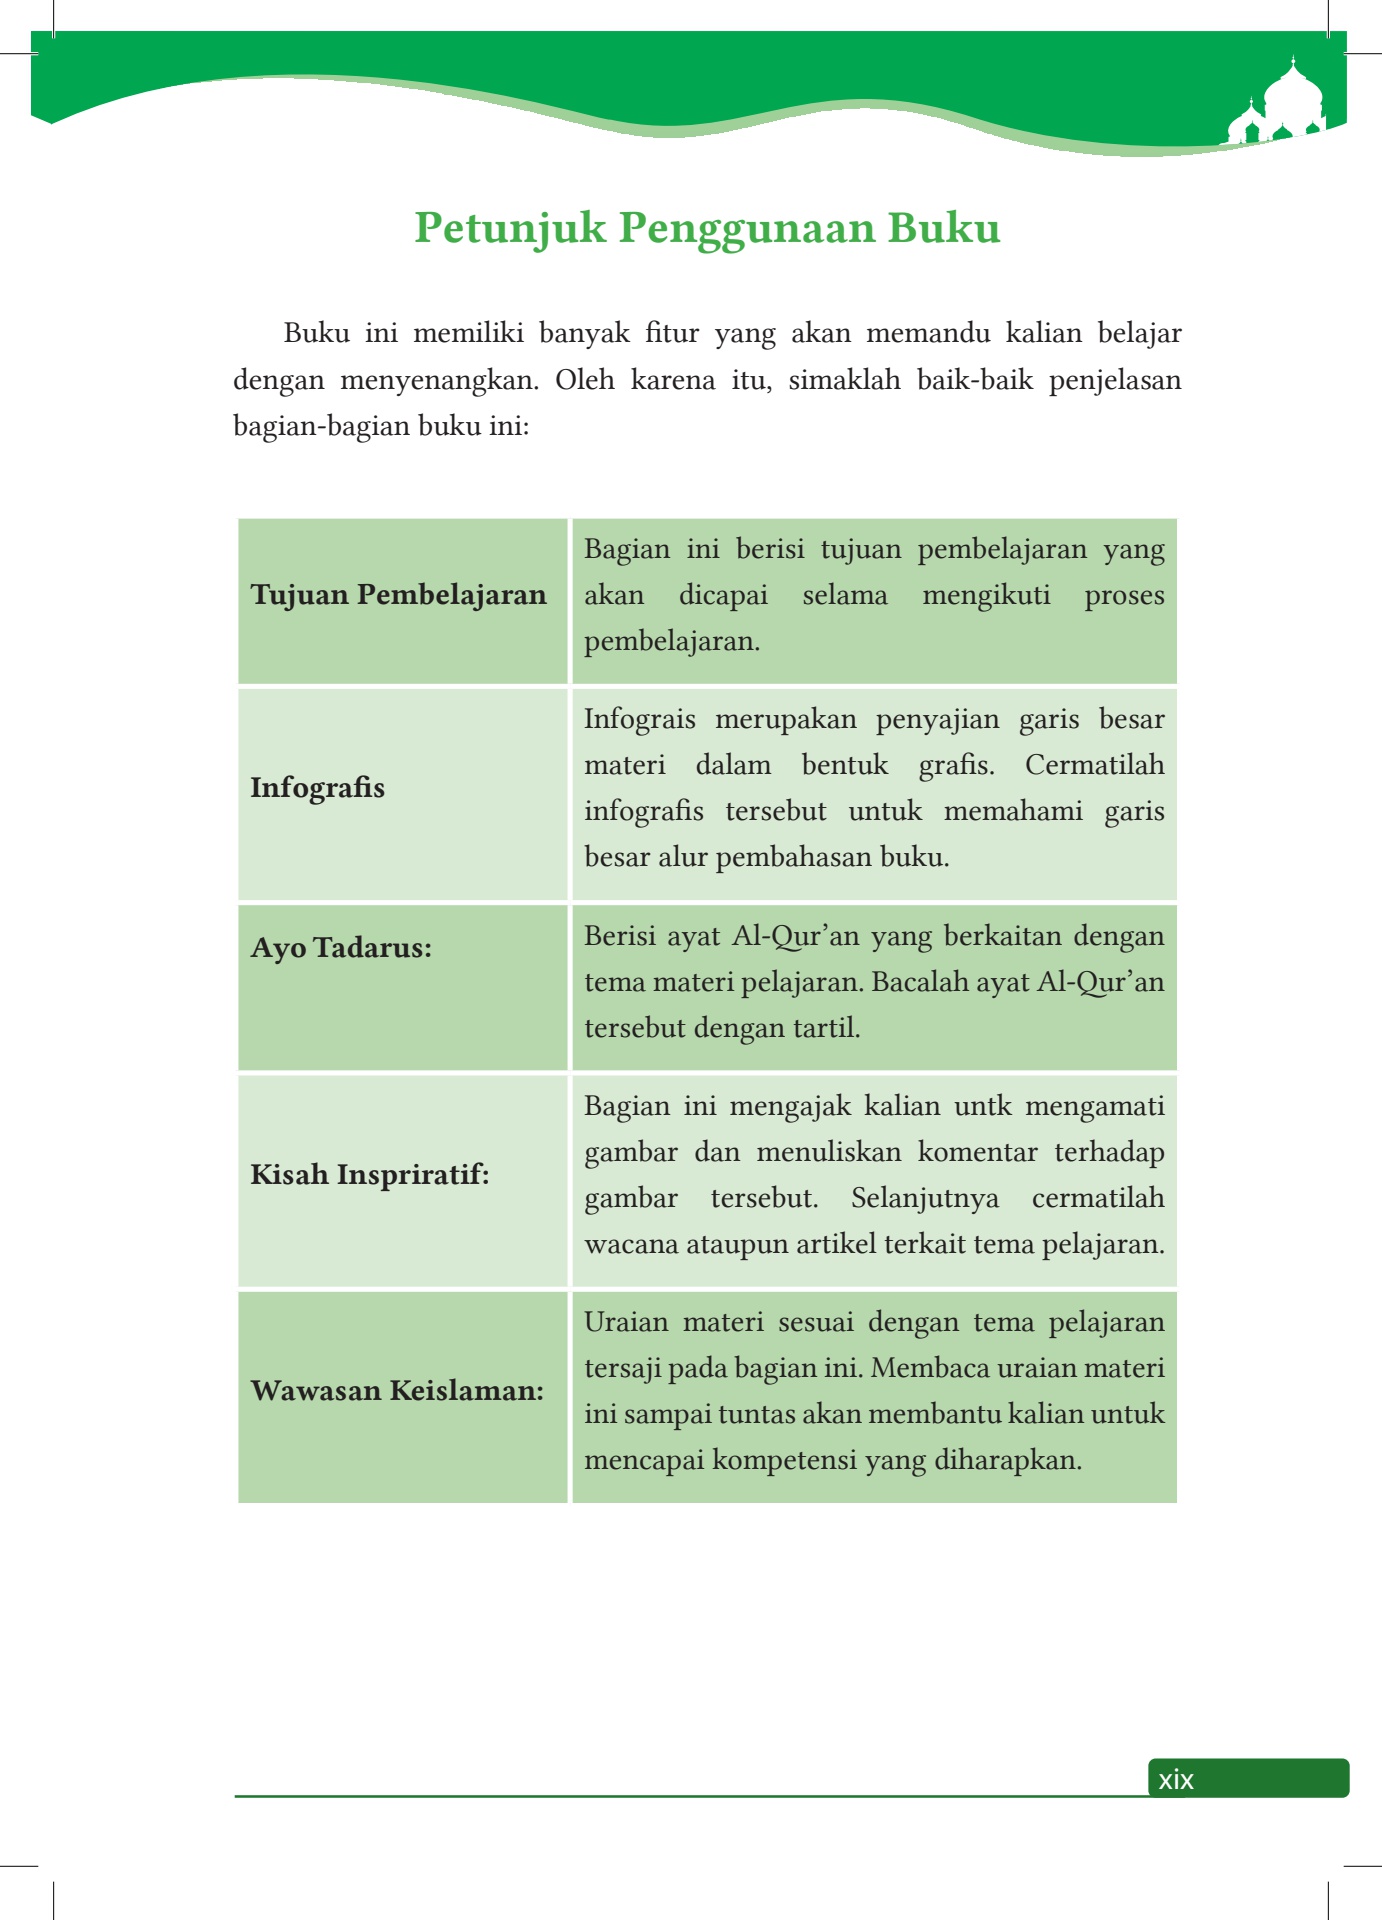 Petunjuk Penggunaan Buku
Buku ini memiliki banyak fitur yang akan memandu kalian belajar
dengan menyenangkan. Oleh karena itu, simaklah baik-baik penjelasan
bagian-bagian buku ini:
Tujuan Pembelajaran
Bagian ini berisi tujuan pembelajaran yang
akan dicapai selama mengikuti proses
pembelajaran.
Infografis
Infograis merupakan penyajian garis besar
materi dalam bentuk grafis. Cermatilah
infografis tersebut untuk memahami garis
besar alur pembahasan buku.
Ayo Tadarus:
Berisi ayat Al-Qur’an yang berkaitan dengan
tema materi pelajaran. Bacalah ayat Al-Qur’an
tersebut dengan tartil.
Kisah Inspriratif:
Bagian ini mengajak kalian untk mengamati
gambar dan menuliskan komentar terhadap
gambar tersebut. Selanjutnya cermatilah
wacana ataupun artikel terkait tema pelajaran.
Wawasan Keislaman:
Uraian materi sesuai dengan tema pelajaran
tersaji pada bagian ini. Membaca uraian materi
ini sampai tuntas akan membantu kalian untuk
mencapai kompetensi yang diharapkan.
xix